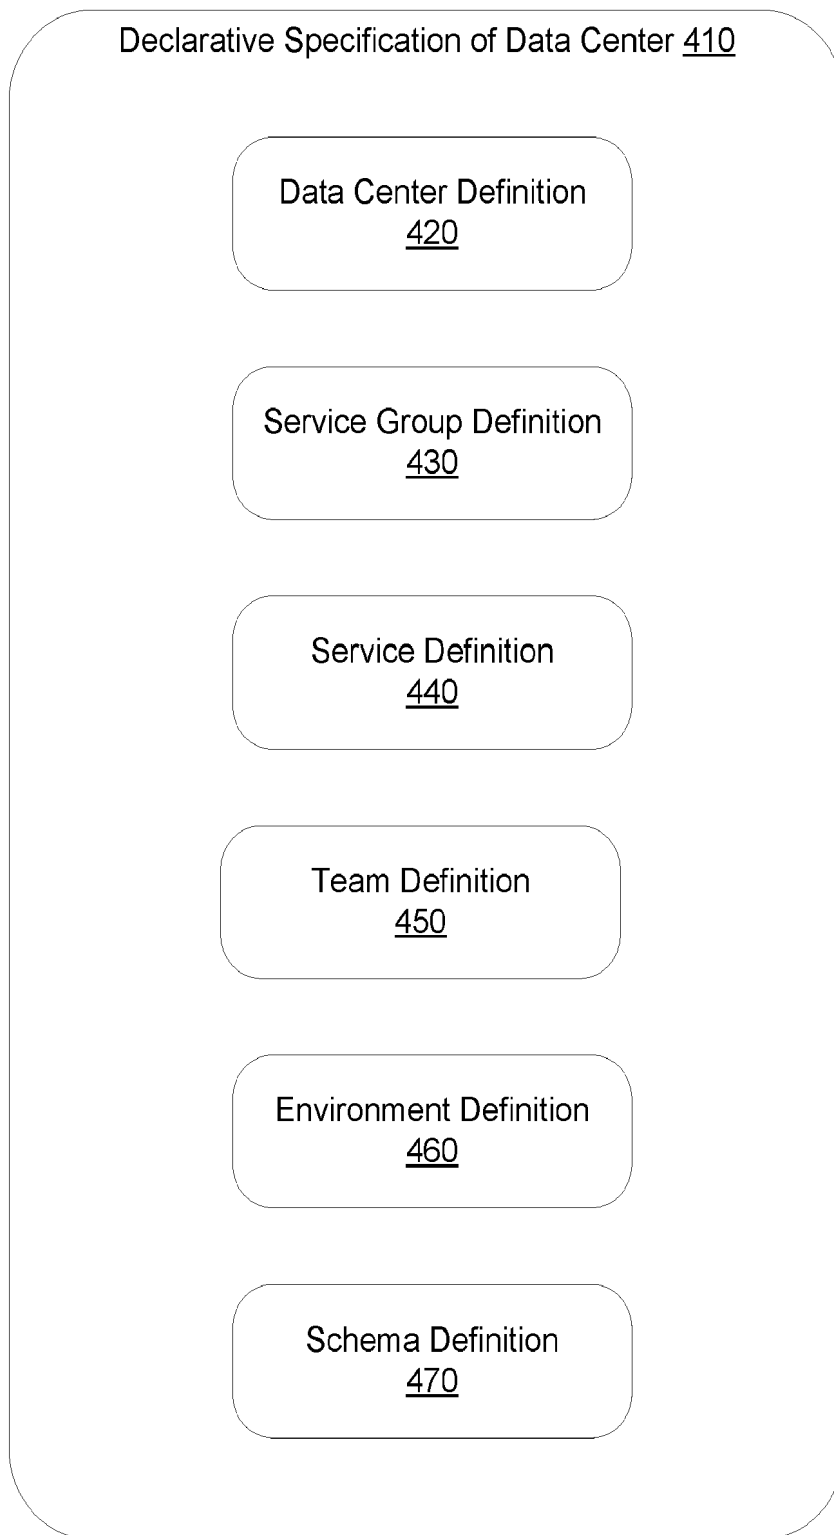 Declarative Specification of Data Center 410
Data Center Definition
420
Service Group Definition
430
Service Definition
440
Team Definition
450
Environment Definition
460
Schema Definition
470